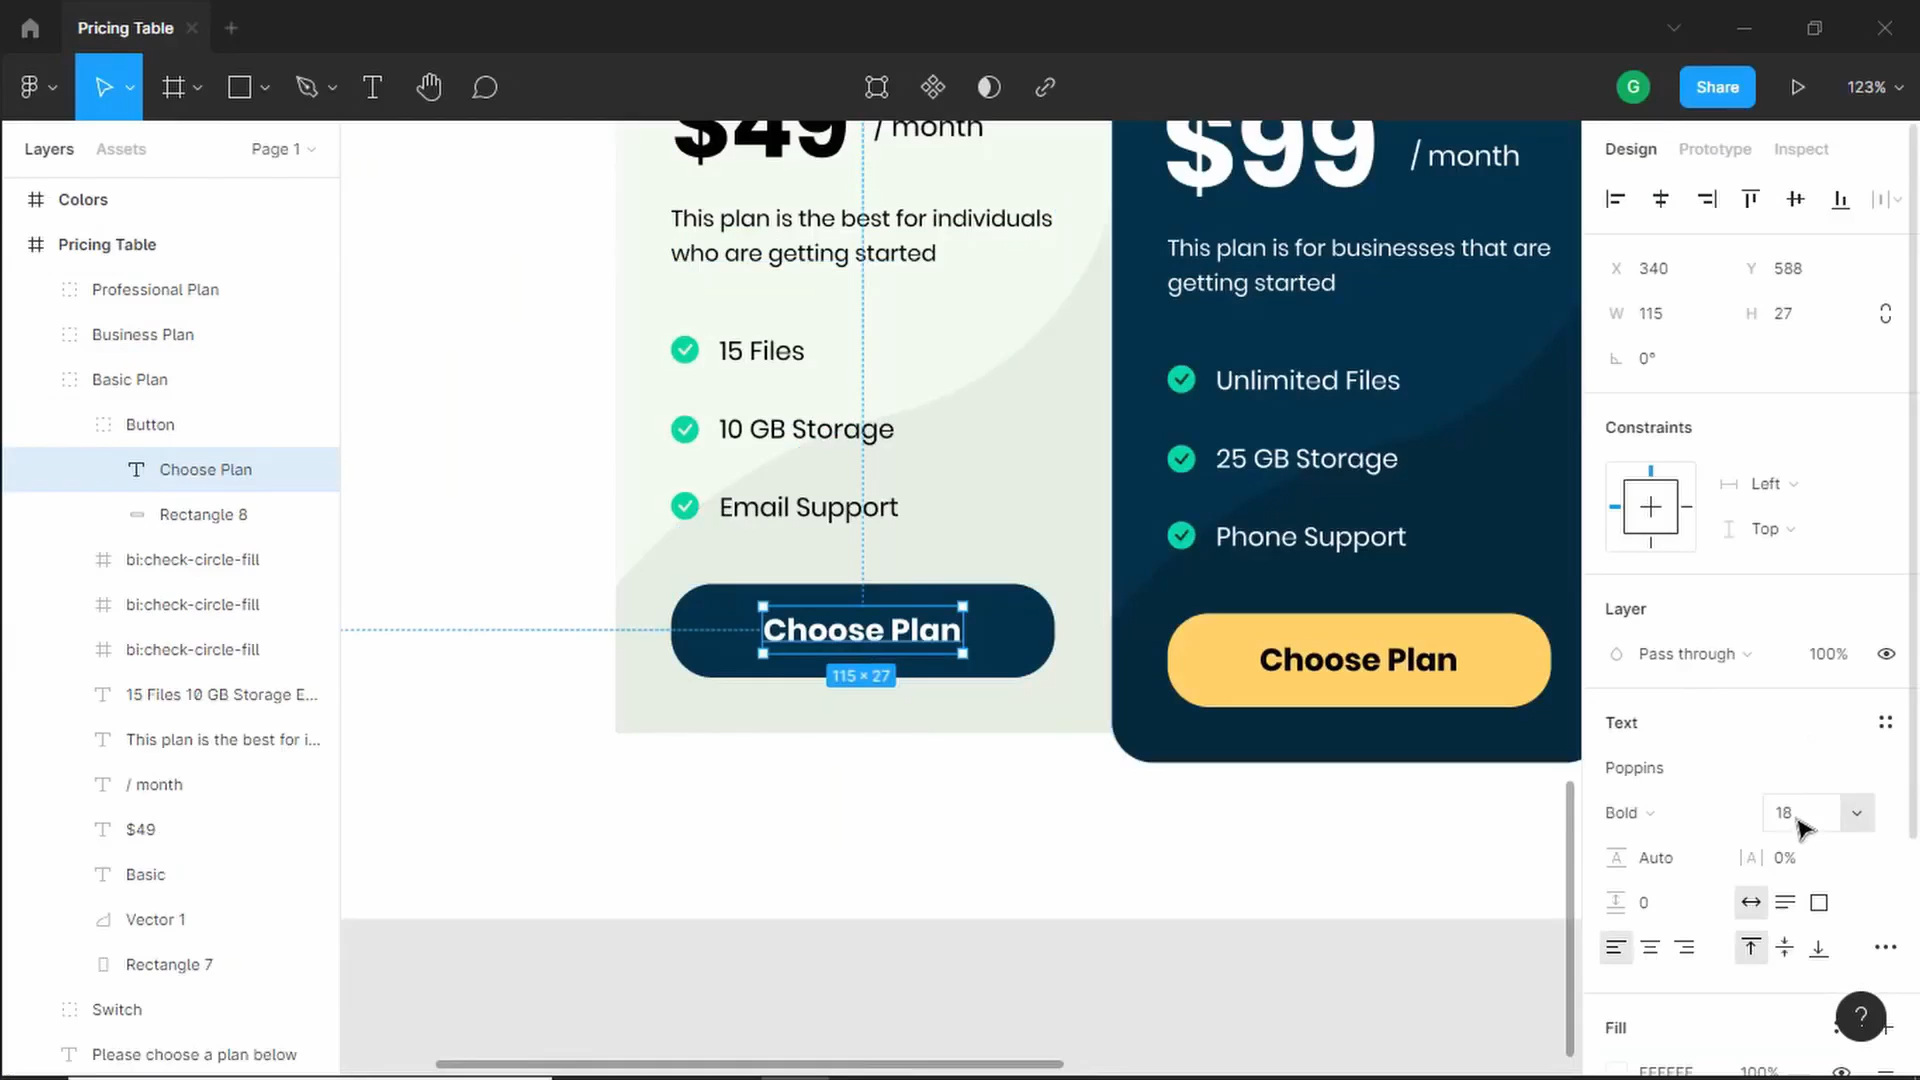 Pricing Table
G
Share
123%
Layers
Assets
Page 1
Colors
Pricing Table
Professional Plan
Business Plan
Basic Plan
Button
Choose Plan
Rectangle 8
bi:check-circle-fill
bi:check-circle-fill
bi:check-circle-fill
15 Files 10 GB Storage E...
This plan is the best for i...
/ month
$49
Basic
Vector 1
Rectangle 7
Switch
Please choose a plan below
$49 / month
This plan is the best for individuals
who are getting started
15 Files
10 GB Storage
Email Support
Choose Plan
115 × 27
$99 / month
This plan is for businesses that are
getting started
Unlimited Files
25 GB Storage
Phone Support
Choose Plan
Design
Prototype
Inspect
X 340 Y 588
W 115 H 27
0°
Constraints
Left
Top
Layer
Pass through 100%
Text
Poppins
Bold 18
A Auto |A| 0%
0
Fill
?
FFFFFF 100%